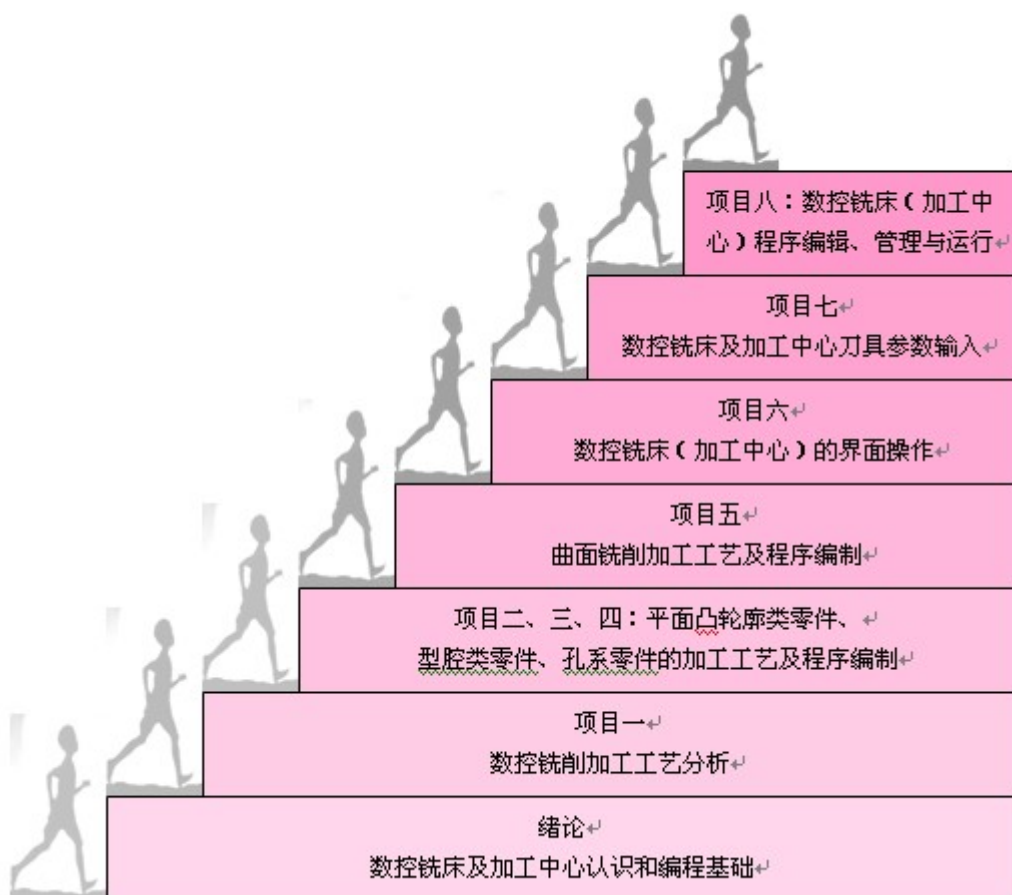 项目八：数控铣床（加工中
心）程序编辑、管理与运行↵
项目七↵
数控铣床及加工中心刀具参数输入↵
项目六↵
数控铣床（加工中心）的界面操作↵
项目五↵
曲面铣削加工工艺及程序编制↵
项目二、三、四：平面凸轮廓类零件、↵
型腔类零件、孔系零件的加工工艺及程序编制↵
项目一↵
数控铣削加工工艺分析↵
绪论↵
数控铣床及加工中心认识和编程基础↵